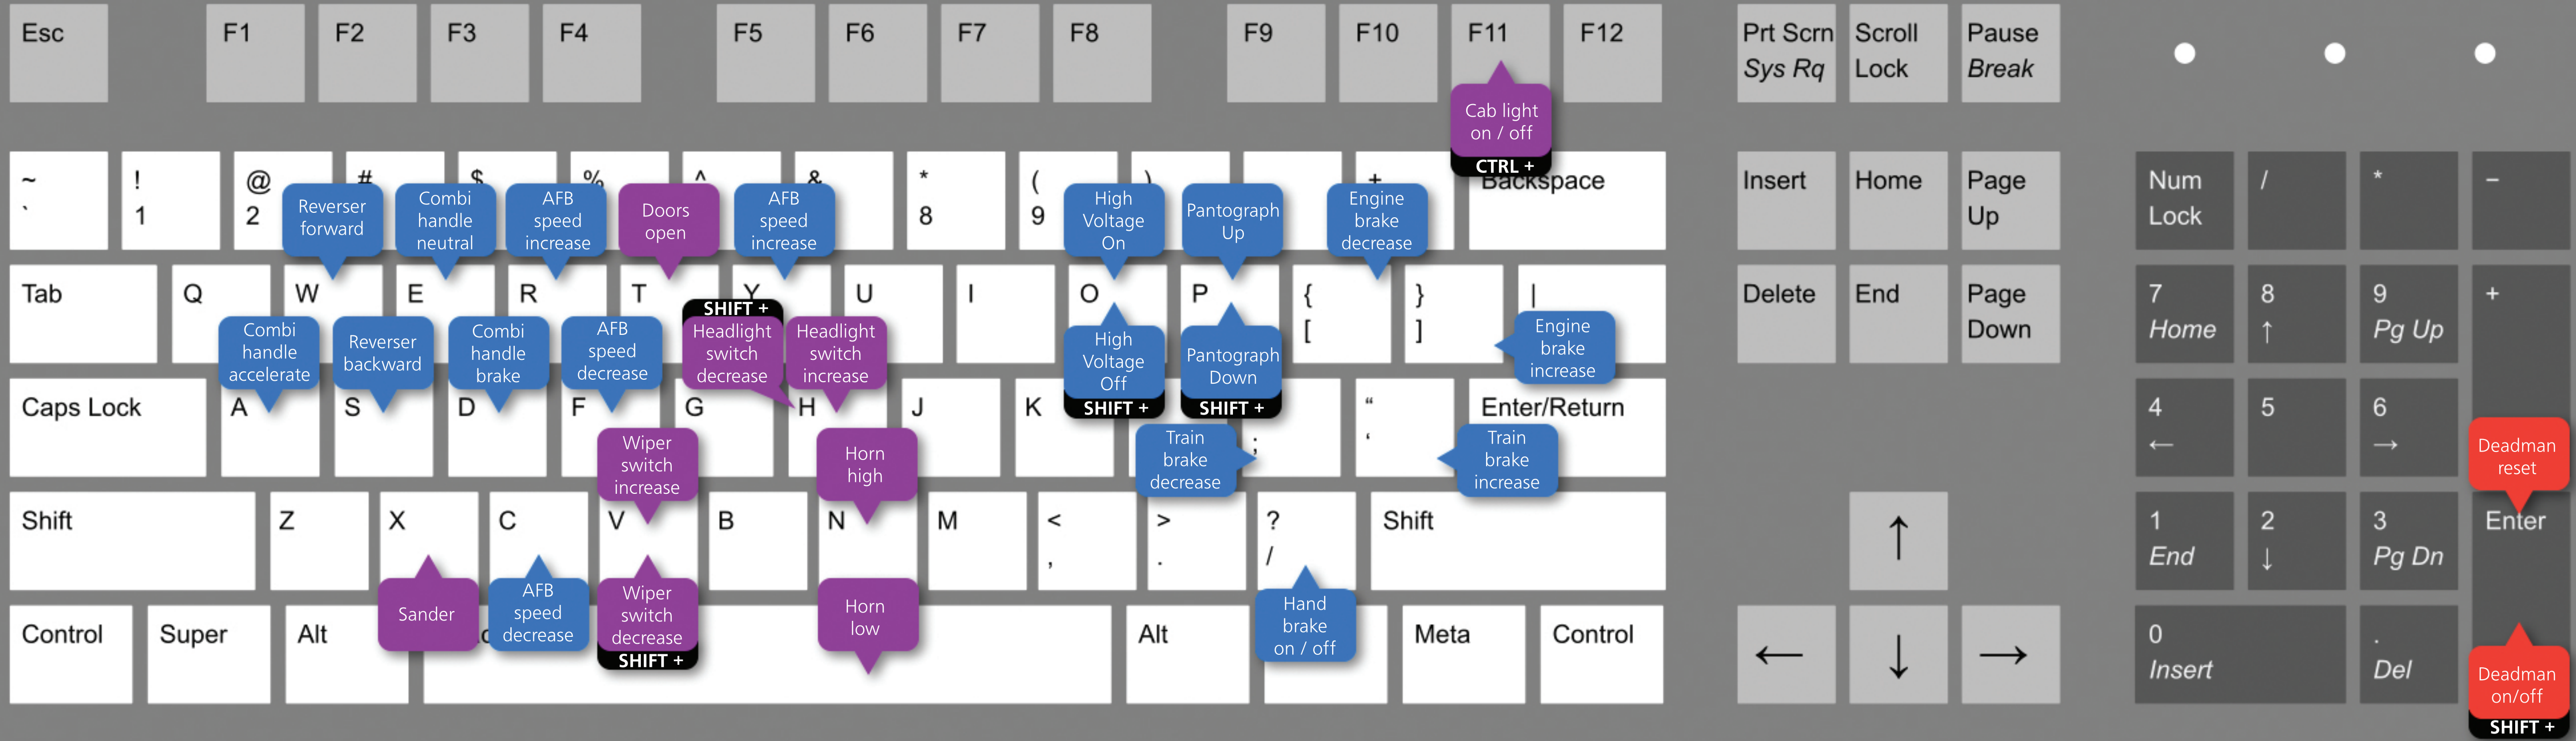 Esc
F1
F2
F3
F4
F5
F6
F7
F8
F9
F10
F11
F12
Prt Scrn
Sys Rq
Scroll
Lock
Pause
Break
Cab light
on / off
CTRL +
~
`
!
1
@
2
#
$
%
^
&
*
8
(
9
)
+
Backspace
Insert
Home
Page
Up
Num
Lock
/
*
–
Reverser
forward
Combi
handle
neutral
AFB
speed
increase
Doors
open
AFB
speed
increase
High
Voltage
On
Pantograph
Up
Engine
brake
decrease
Tab
Q
W
E
R
T
Y
U
I
O
P
{
[
}
]
|
Delete
End
Page
Down
7
Home
8
↑
9
Pg Up
+
Combi
handle
accelerate
Reverser
backward
Combi
handle
brake
AFB
speed
decrease
SHIFT +
Headlight
switch
decrease
Headlight
switch
increase
High
Voltage
Off
SHIFT +
Pantograph
Down
SHIFT +
Engine
brake
increase
Caps Lock
A
S
D
F
G
H
J
K
;
“
‘
Enter/Return
4
←
5
6
→
Wiper
switch
increase
Horn
high
Train
brake
decrease
Train
brake
increase
Deadman
reset
Shift
Z
X
C
V
B
N
M
<
,
>
.
?
/
Shift
↑
1
End
2
↓
3
Pg Dn
Enter
Sander
AFB
speed
decrease
Wiper
switch
decrease
SHIFT +
Horn
low
Hand
brake
on / off
Control
Super
Alt
Alt
Meta
Control
←
↓
→
0
Insert
.
Del
Deadman
on/off
SHIFT +